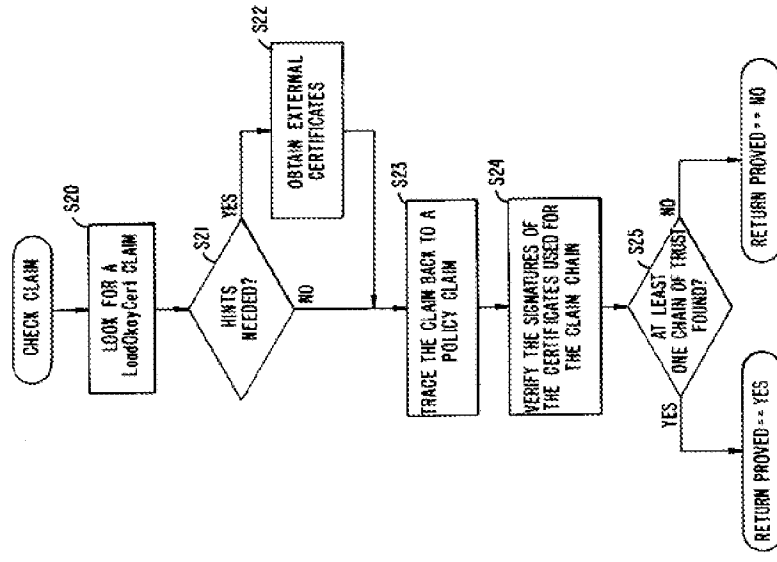 CHECK CLAIM
S20
LOOK FOR A
LoadOkayCert CLAIM
S21
HINTS
NEEDED?
YES
NO
S22
OBTAIN EXTERNAL
CERTIFICATES
S23
TRACE THE CLAIM BACK TO A
POLICY CLAIM
S24
VERIFY THE SIGNATURES OF
THE CERTIFICATES USED FOR
THE CLAIM CHAIN
S25
AT LEAST
ONE CHAIN OF TRUST
FOUND?
YES
NO
RETURN PROVED== YES
RETURN PROVED== NO